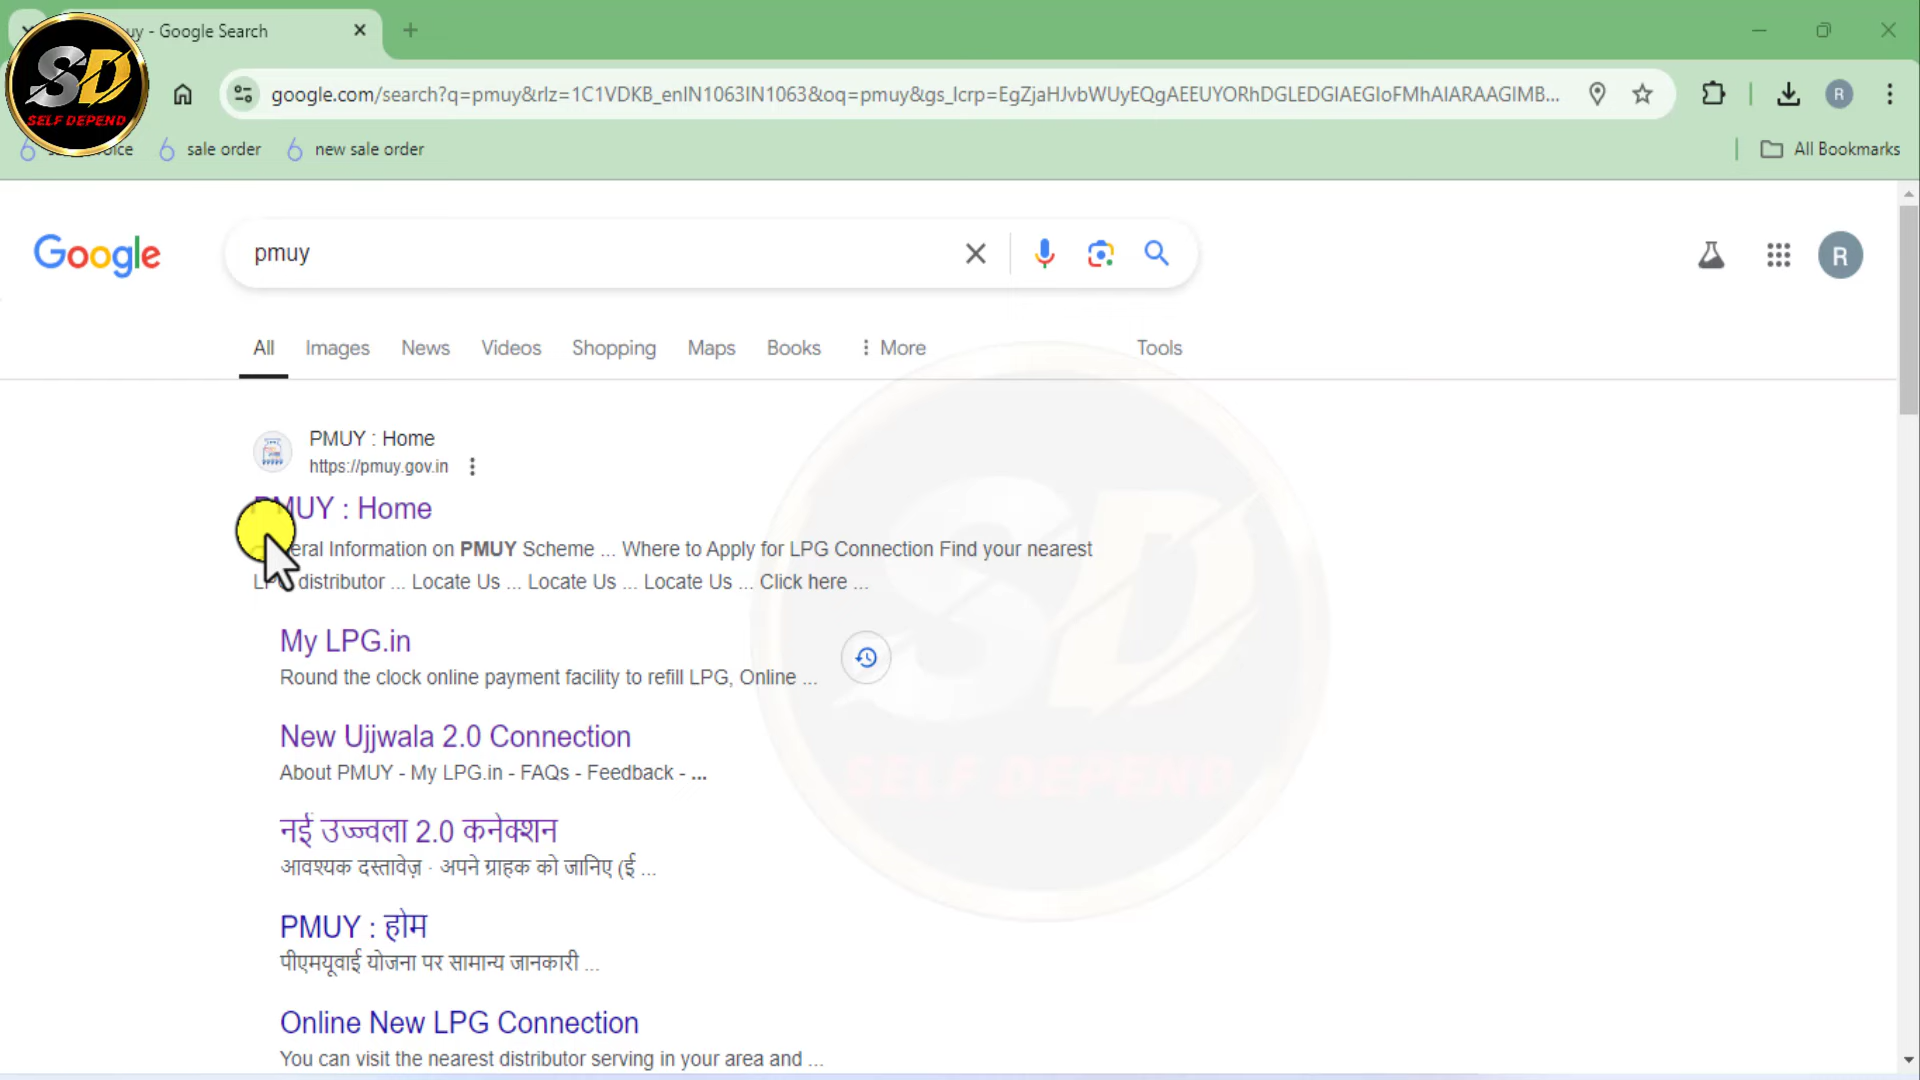 uy - Google Search
SD
SELF DEPEND
google.com/search?q=pmuy&rlz=1C1VDKB_enIN1063IN1063&oq=pmuy&gs_lcrp=EgZjaHJvbWUyEQgAEEUYORhDGLEDGIAEGIoFMhAIARAAGIMB...
R
sale order
new sale order
All Bookmarks
Google
pmuy
R
All
Images
News
Videos
Shopping
Maps
Books
More
Tools
PMUY : Home
https://pmuy.gov.in
PMUY : Home
eral Information on PMUY Scheme ... Where to Apply for LPG Connection Find your nearest
distributor ... Locate Us ... Locate Us ... Locate Us ... Click here ...
My LPG.in
Round the clock online payment facility to refill LPG, Online ...
New Ujjwala 2.0 Connection
About PMUY - My LPG.in - FAQs - Feedback - ...
नई उज्ज्वला 2.0 कनेक्शन
आवश्यक दस्तावेज़ · अपने ग्राहक को जानिए (ई ...
PMUY : होम
पीएमयूवाई योजना पर सामान्य जानकारी ...
Online New LPG Connection
You can visit the nearest distributor serving in your area and ...
SD
SELF DEPEND